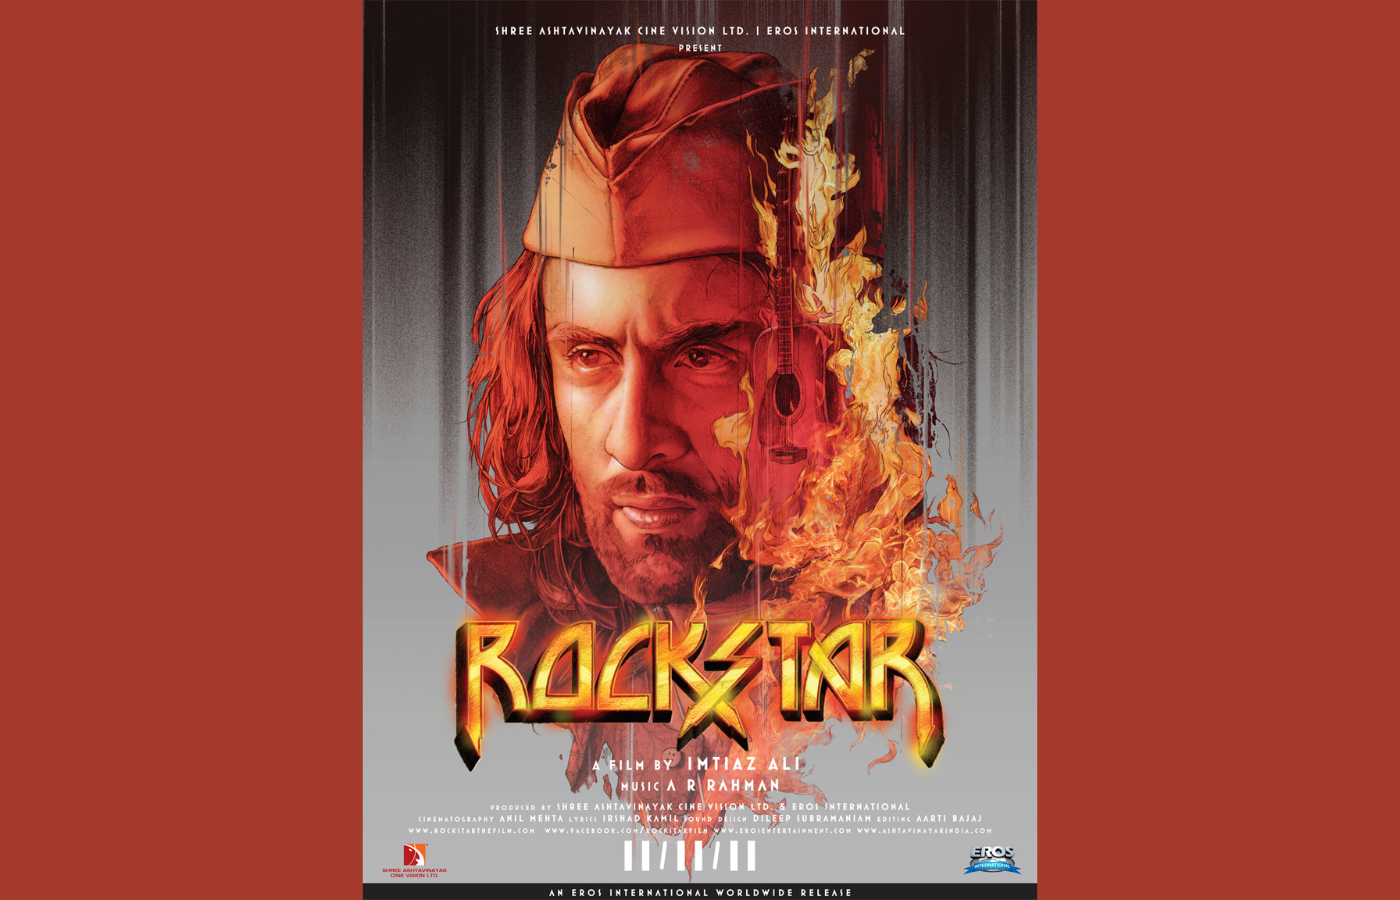 SHREE ASHTAVINAYAK CINE VISION LTD. | EROS INTERNATIONAL
PRESENT
ROCKSTAR
A FILM BY IMTIAZ ALI
MUSIC A R RAHMAN
PRODUCED BY SHREE ASHTAVINAYAK CINE VISION LTD. & EROS INTERNATIONAL
CINEMATOGRAPHY ANIL MEHTA LYRICS IRSHAD KAMIL SOUND DESIGN DILEEP SUBRAMANIAM EDITING AARTI BAJAJ
WWW.ROCKSTARTHEFILM.COM WWW.FACEBOOK.COM/ROCKSTARFILM WWW.EROSENTERTAINMENT.COM WWW.ASHTAVINAYAKINDIA.COM
11/11/11
SHREE ASHTAVINAYAK
CINE VISION LTD.
EROS
INTERNATIONAL
AN EROS INTERNATIONAL WORLDWIDE RELEASE